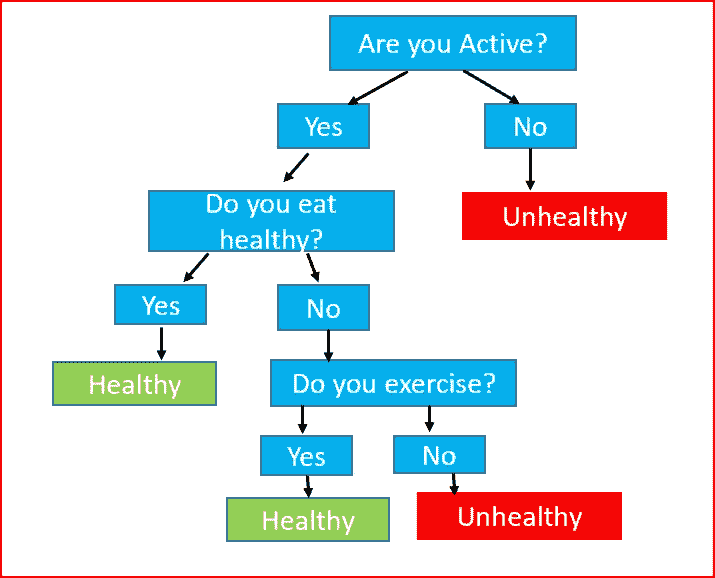 Are you Active?
Yes
No
Do you eat
healthy?
Unhealthy
Yes
No
Healthy
Do you exercise?
Yes
No
Healthy
Unhealthy